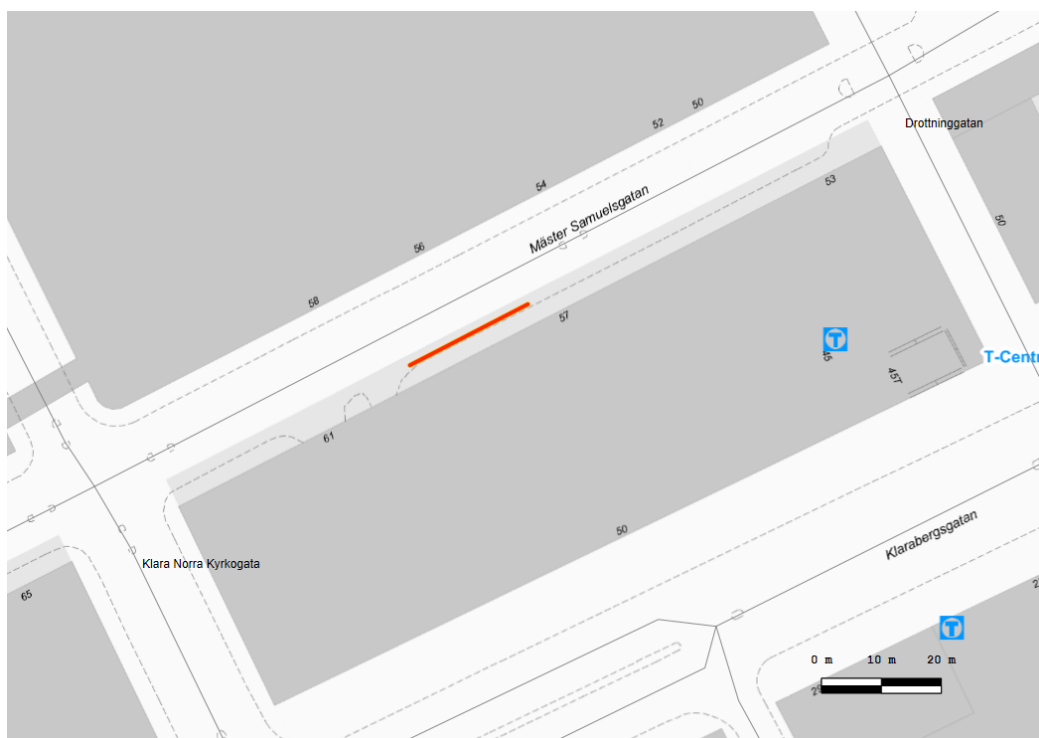 50
52
Drottninggatan
54
53
Mäster Samuelsgatan
50
56
58
57
T
45
T-Centr
45T
61
50
Klarabergsgatan
Klara Norra Kyrkogata
65
T
0 m 10 m 20 m